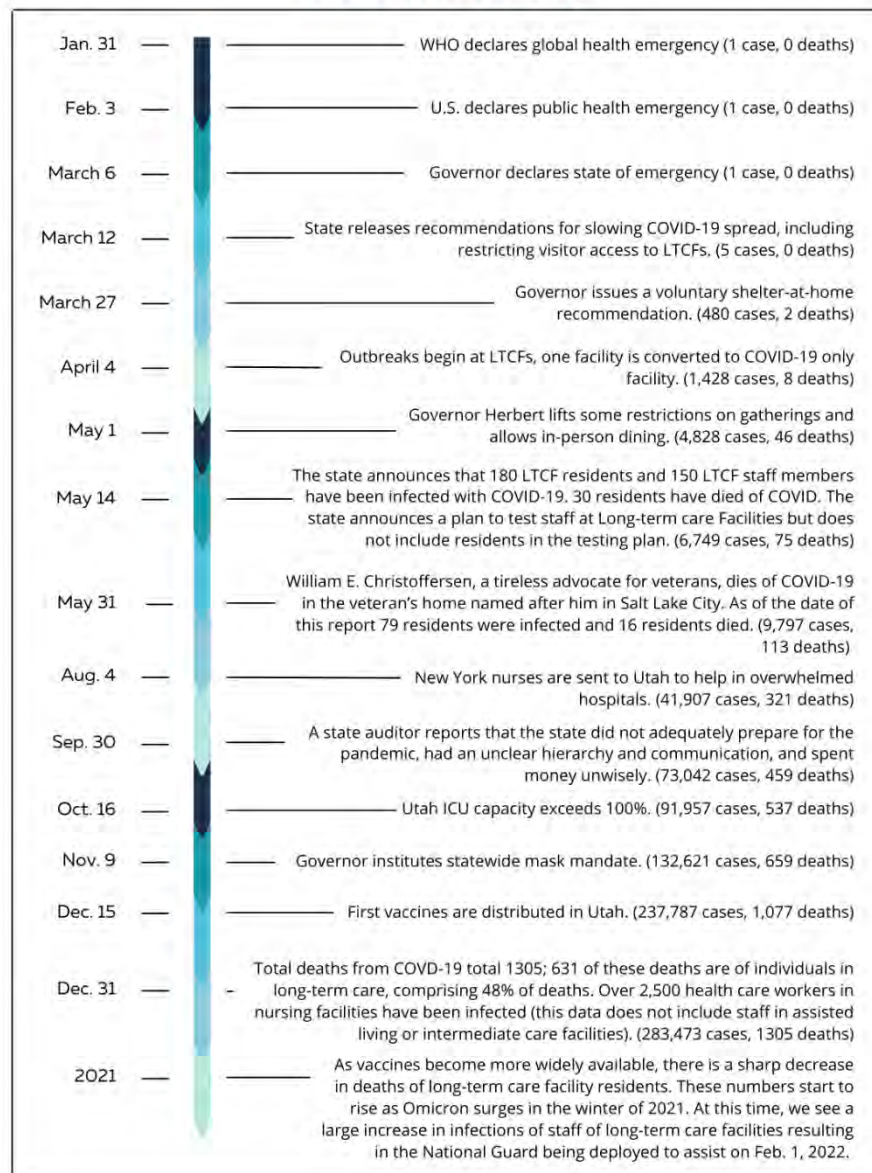 Jan. 31
WHO declares global health emergency (1 case, 0 deaths)
Feb. 3
U.S. declares public health emergency (1 case, 0 deaths)
March 6
Governor declares state of emergency (1 case, 0 deaths)
March 12
State releases recommendations for slowing COVID-19 spread, including
restricting visitor access to LTCFs. (5 cases, 0 deaths)
March 27
Governor issues a voluntary shelter-at-home
recommendation. (480 cases, 2 deaths)
April 4
Outbreaks begin at LTCFs, one facility is converted to COVID-19 only
facility. (1,428 cases, 8 deaths)
May 1
Governor Herbert lifts some restrictions on gatherings and
allows in-person dining. (4,828 cases, 46 deaths)
May 14
The state announces that 180 LTCF residents and 150 LTCF staff members
have been infected with COVID-19. 30 residents have died of COVID. The
state announces a plan to test staff at Long-term care Facilities but does
not include residents in the testing plan. (6,749 cases, 75 deaths)
May 31
William E. Christoffersen, a tireless advocate for veterans, dies of COVID-19
in the veteran's home named after him in Salt Lake City. As of the date of
this report 79 residents were infected and 16 residents died. (9,797 cases,
113 deaths)
Aug. 4
New York nurses are sent to Utah to help in overwhelmed
hospitals. (41,907 cases, 321 deaths)
Sep. 30
A state auditor reports that the state did not adequately prepare for the
pandemic, had an unclear hierarchy and communication, and spent
money unwisely. (73,042 cases, 459 deaths)
Oct. 16
Utah ICU capacity exceeds 100%. (91,957 cases, 537 deaths)
Nov. 9
Governor institutes statewide mask mandate. (132,621 cases, 659 deaths)
Dec. 15
First vaccines are distributed in Utah. (237,787 cases, 1,077 deaths)
Dec. 31
Total deaths from COVD-19 total 1305; 631 of these deaths are of individuals in
long-term care, comprising 48% of deaths. Over 2,500 health care workers in
nursing facilities have been infected (this data does not include staff in assisted
living or intermediate care facilities). (283,473 cases, 1305 deaths)
2021
As vaccines become more widely available, there is a sharp decrease
in deaths of long-term care facility residents. These numbers start to
rise as Omicron surges in the winter of 2021. At this time, we see a
large increase in infections of staff of long-term care facilities resulting
in the National Guard being deployed to assist on Feb. 1, 2022.